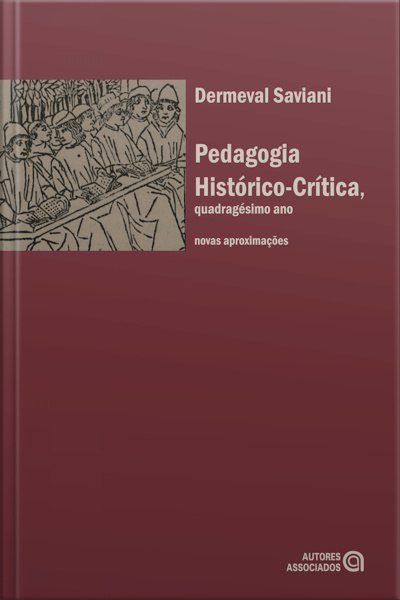 Dermeval Saviani
Pedagogia
Histórico-Crítica,
quadragésimo ano
novas aproximações
AUTORES
ASSOCIADOS